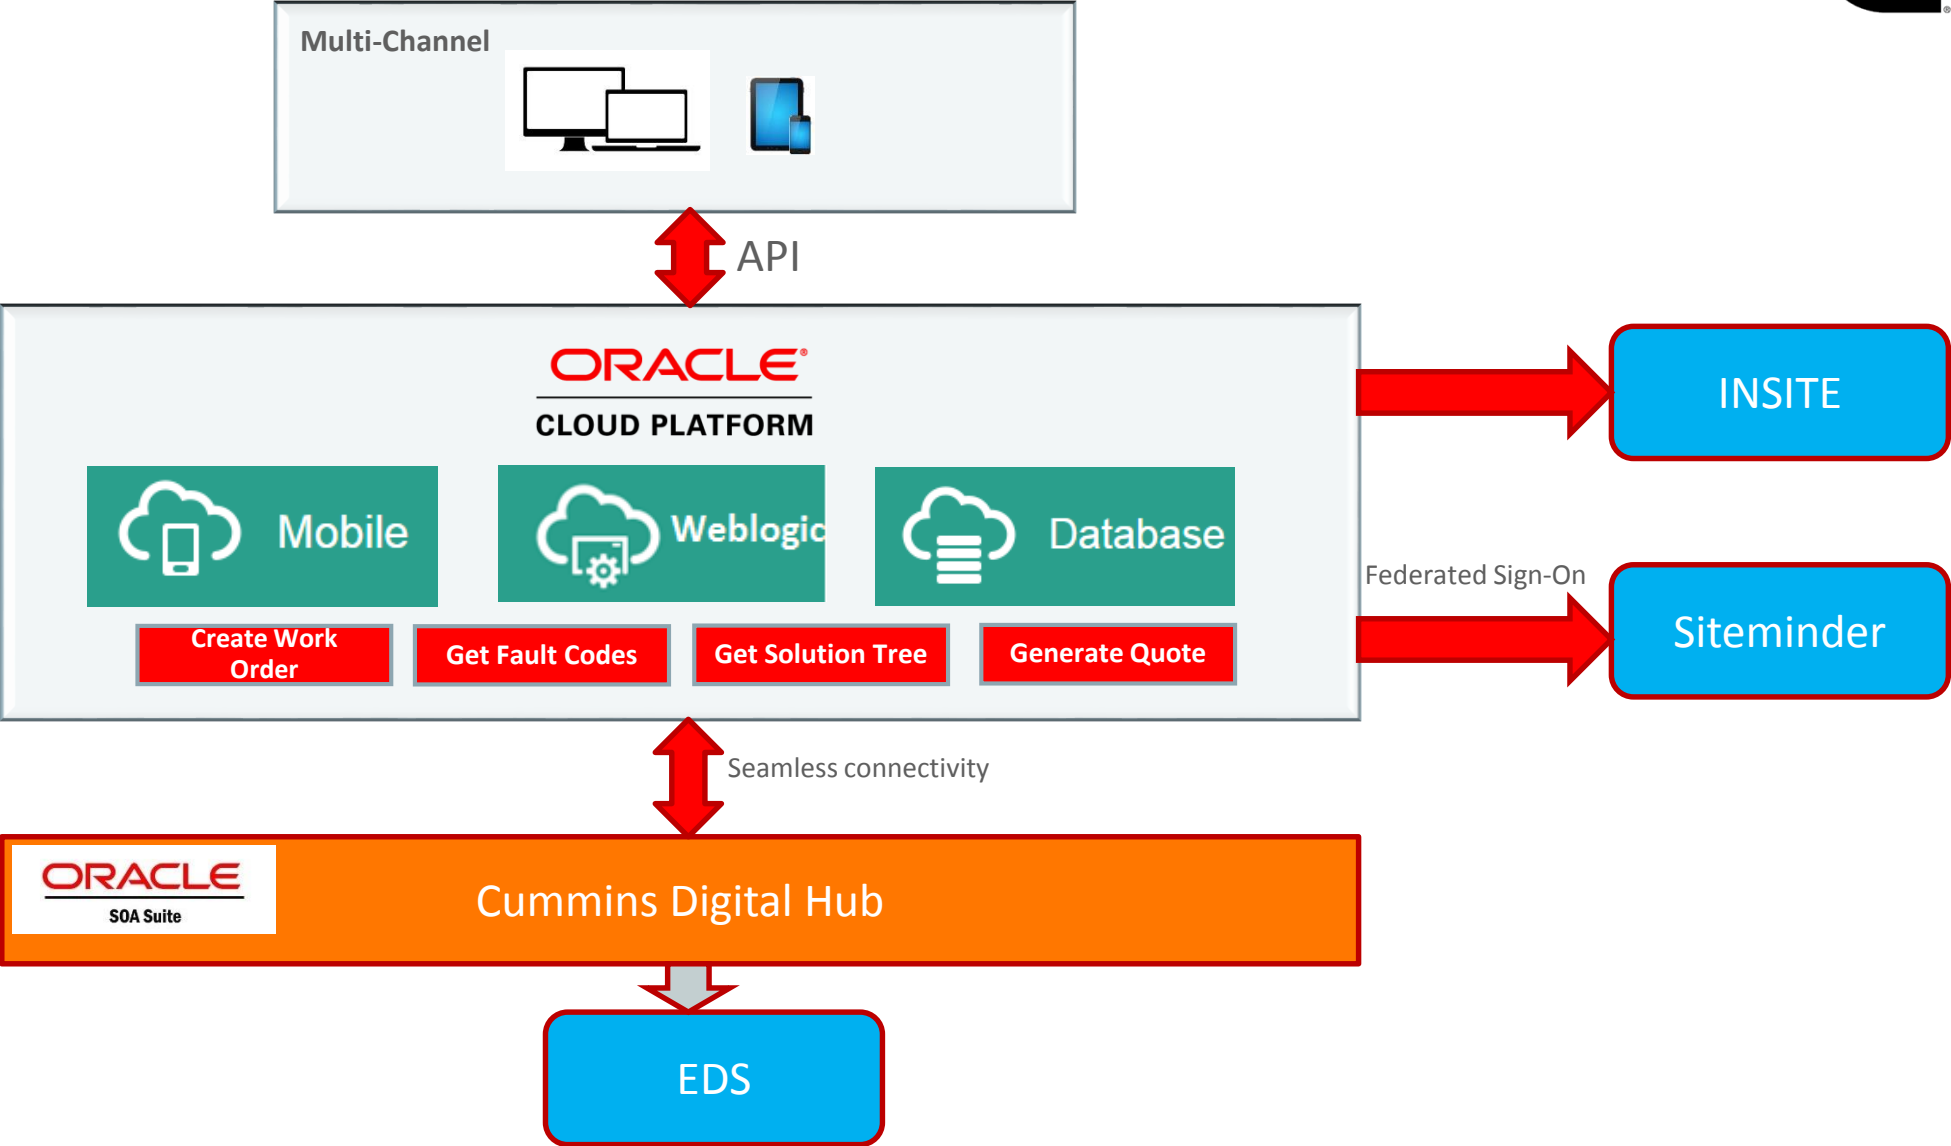 ®
Multi-Channel
API
ORACLE®
CLOUD PLATFORM
INSITE
Mobile
Weblogic
Database
Federated Sign-On
Siteminder
Create Work
Order
Get Fault Codes
Get Solution Tree
Generate Quote
Seamless connectivity
ORACLE
SOA Suite
Cummins Digital Hub
EDS